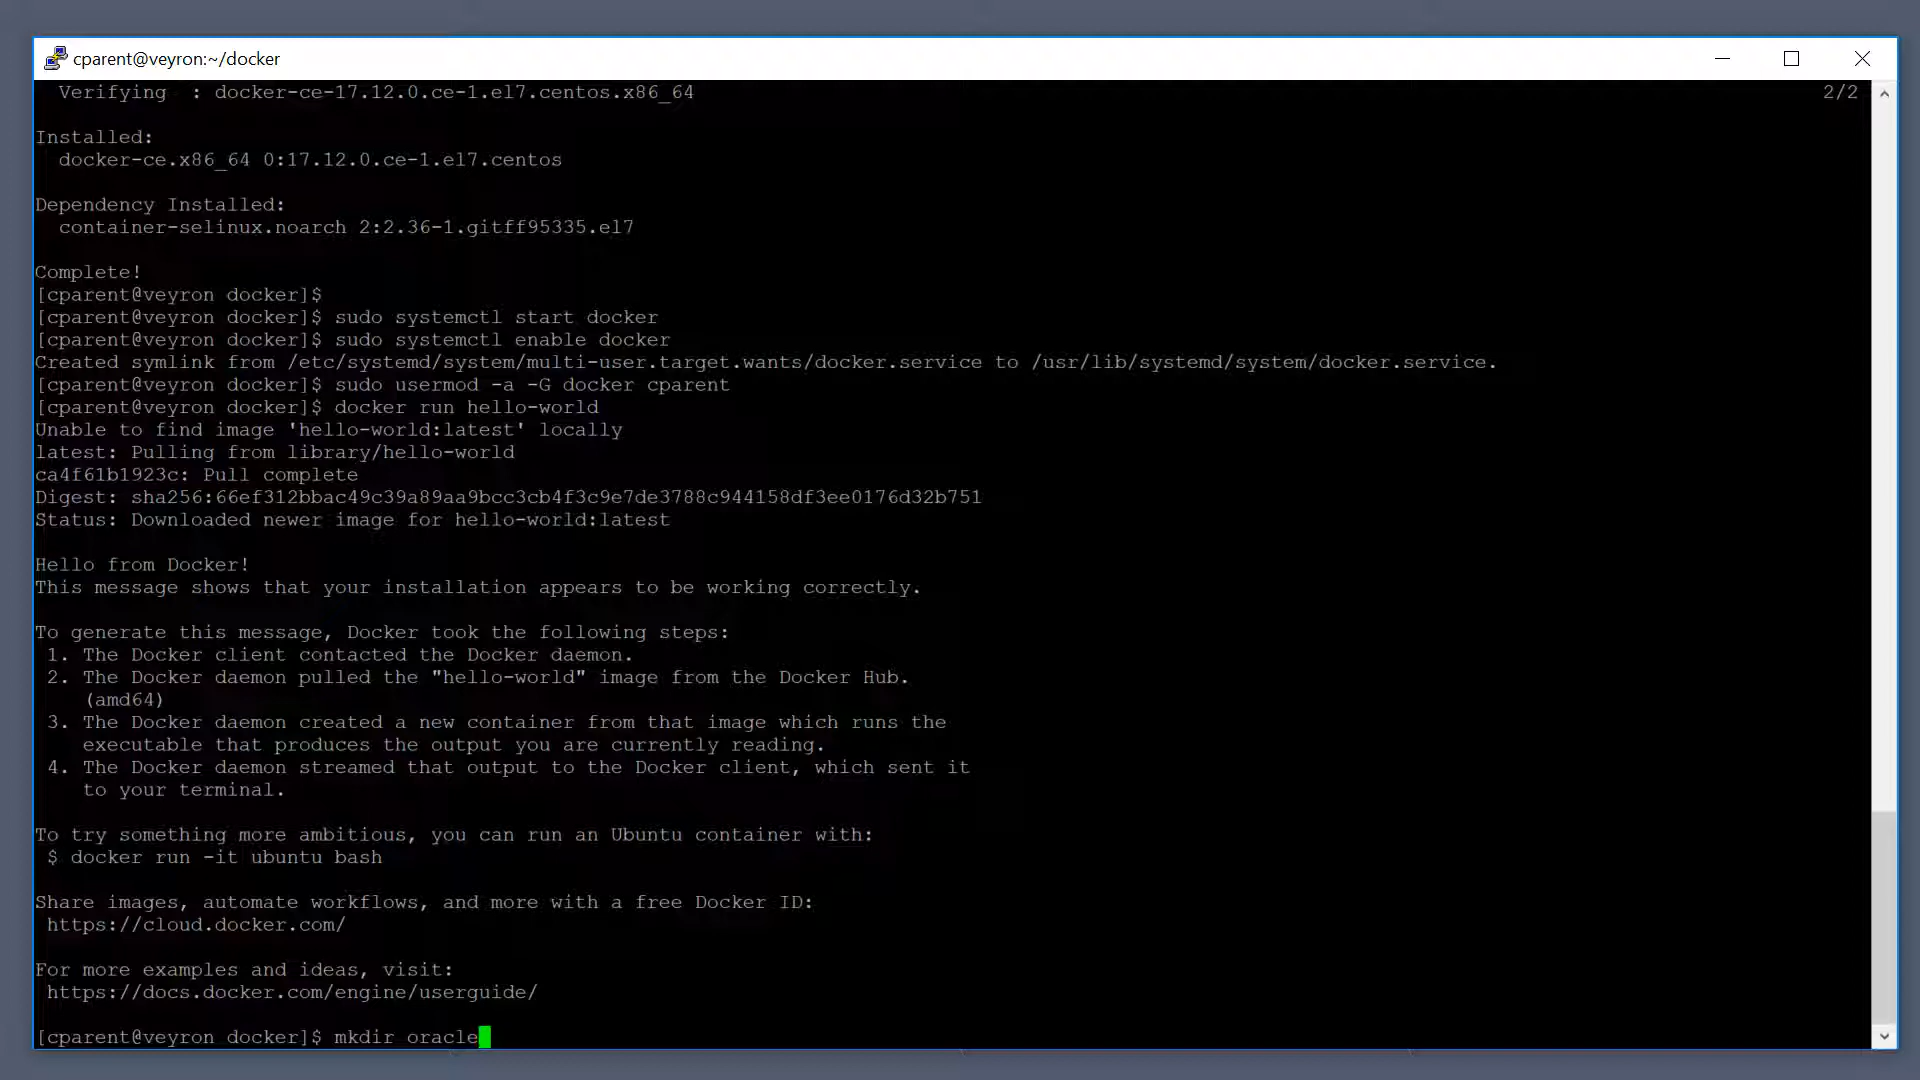 cparent@veyron:~/docker
Verifying  : docker-ce-17.12.0.ce-1.el7.centos.x86_64 2/2
Installed:
docker-ce.x86_64 0:17.12.0.ce-1.el7.centos
Dependency Installed:
container-selinux.noarch 2:2.36-1.gitff95335.el7
Complete!
[cparent@veyron docker]$
[cparent@veyron docker]$ sudo systemctl start docker
[cparent@veyron docker]$ sudo systemctl enable docker
Created symlink from /etc/systemd/system/multi-user.target.wants/docker.service to /usr/lib/systemd/system/docker.service.
[cparent@veyron docker]$ sudo usermod -a -G docker cparent
[cparent@veyron docker]$ docker run hello-world
Unable to find image 'hello-world:latest' locally
latest: Pulling from library/hello-world
ca4f61b1923c: Pull complete
Digest: sha256:66ef312bbac49c39a89aa9bcc3cb4f3c9e7de3788c944158df3ee0176d32b751
Status: Downloaded newer image for hello-world:latest
Hello from Docker!
This message shows that your installation appears to be working correctly.
To generate this message, Docker took the following steps:
1. The Docker client contacted the Docker daemon.
2. The Docker daemon pulled the "hello-world" image from the Docker Hub.
(amd64)
3. The Docker daemon created a new container from that image which runs the
executable that produces the output you are currently reading.
4. The Docker daemon streamed that output to the Docker client, which sent it
to your terminal.
To try something more ambitious, you can run an Ubuntu container with:
$ docker run -it ubuntu bash
Share images, automate workflows, and more with a free Docker ID:
https://cloud.docker.com/
For more examples and ideas, visit:
https://docs.docker.com/engine/userguide/
[cparent@veyron docker]$ mkdir oracle